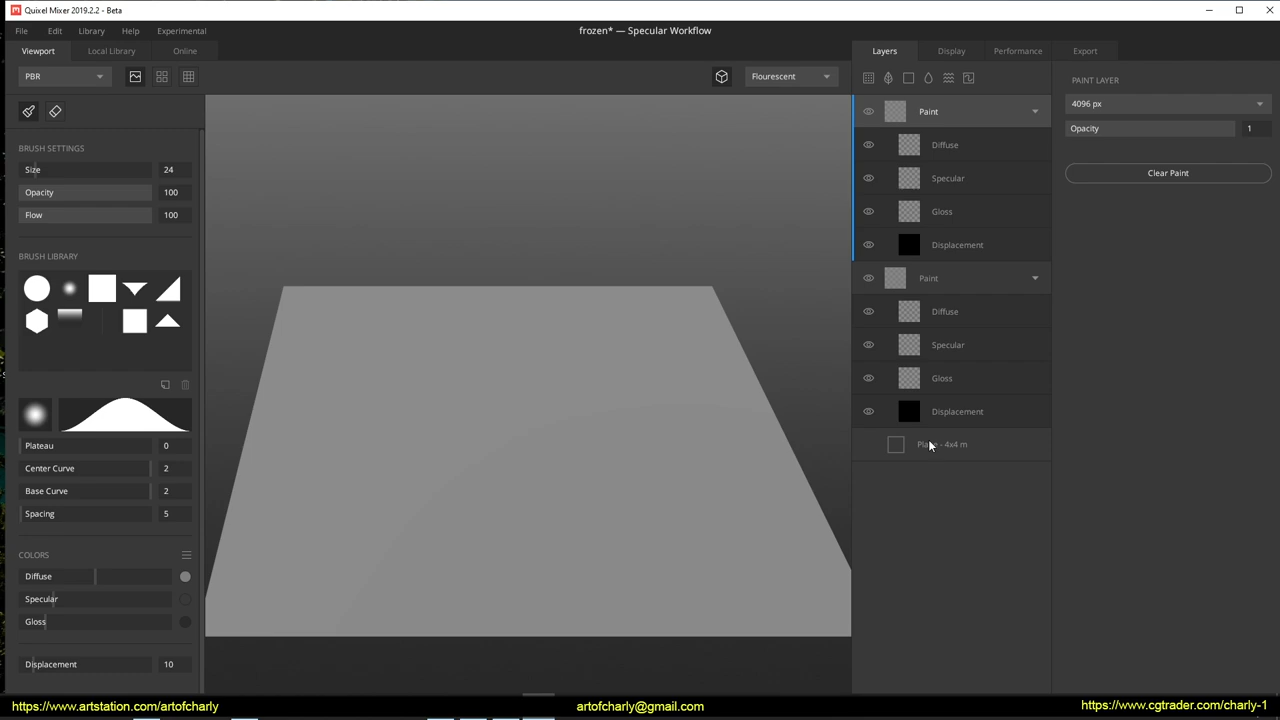 Quixel Mixer 2019.2.2 - Beta
File Edit Library Help Experimental
frozen* — Specular Workflow
Viewport Local Library Online
Layers Display Performance Export
PBR
Flourescent
PAINT LAYER
4096 px
Opacity 1
Clear Paint
BRUSH SETTINGS
Size 24
Opacity 100
Flow 100
BRUSH LIBRARY
Plateau 0
Center Curve 2
Base Curve 2
Spacing 5
COLORS
Diffuse
Specular
Gloss
Displacement 10
Paint
Diffuse
Specular
Gloss
Displacement
Paint
Diffuse
Specular
Gloss
Displacement
- 4x4 m
https://www.artstation.com/artofcharly
artofcharly@gmail.com
https://www.cgtrader.com/charly-1